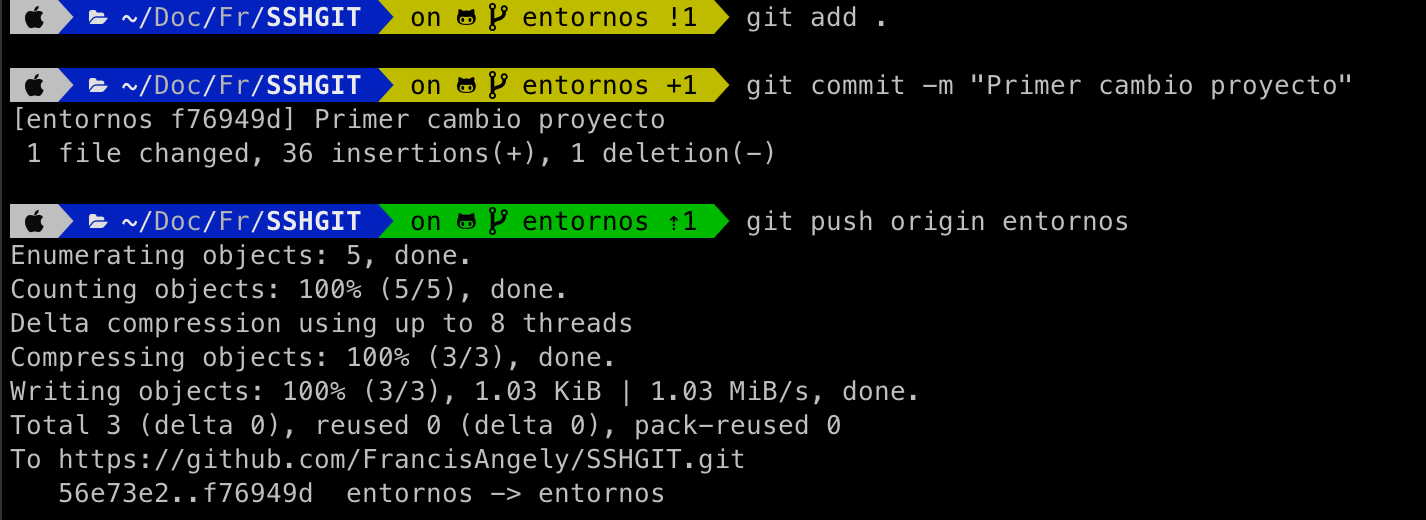 ~/Doc/Fr/SSHGIT on entornos !1 git add .
~/Doc/Fr/SSHGIT on entornos +1 git commit -m "Primer cambio proyecto"
[entornos f76949d] Primer cambio proyecto
1 file changed, 36 insertions(+), 1 deletion(-)
~/Doc/Fr/SSHGIT on entornos ⇡1 git push origin entornos
Enumerating objects: 5, done.
Counting objects: 100% (5/5), done.
Delta compression using up to 8 threads
Compressing objects: 100% (3/3), done.
Writing objects: 100% (3/3), 1.03 KiB | 1.03 MiB/s, done.
Total 3 (delta 0), reused 0 (delta 0), pack-reused 0
To https://github.com/FrancisAngely/SSHGIT.git
56e73e2..f76949d entornos -> entornos